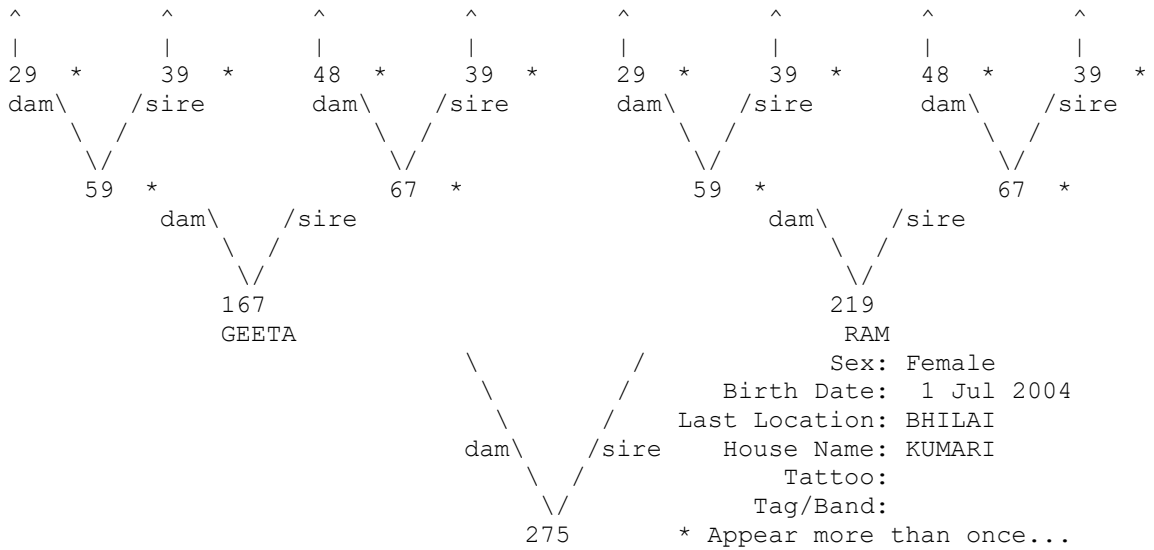 ^ ^ ^ ^ ^ ^ ^ ^
| | | | | | | |
29 * 39 * 48 * 39 * 29 * 39 * 48 * 39 *
dam\ /sire dam\ /sire dam\ /sire dam\ /sire
\ / \ / \ / \ /
\/ \/ \/ \/
59 * 67 * 59 * 67 *
dam\ /sire dam\ /sire
\ / \ /
\/ \/
167 219
GEETA RAM
\ / Sex: Female
\ / Birth Date: 1 Jul 2004
\ / Last Location: BHILAI
dam\ /sire House Name: KUMARI
\ / Tattoo:
\/ Tag/Band:
275 * Appear more than once...